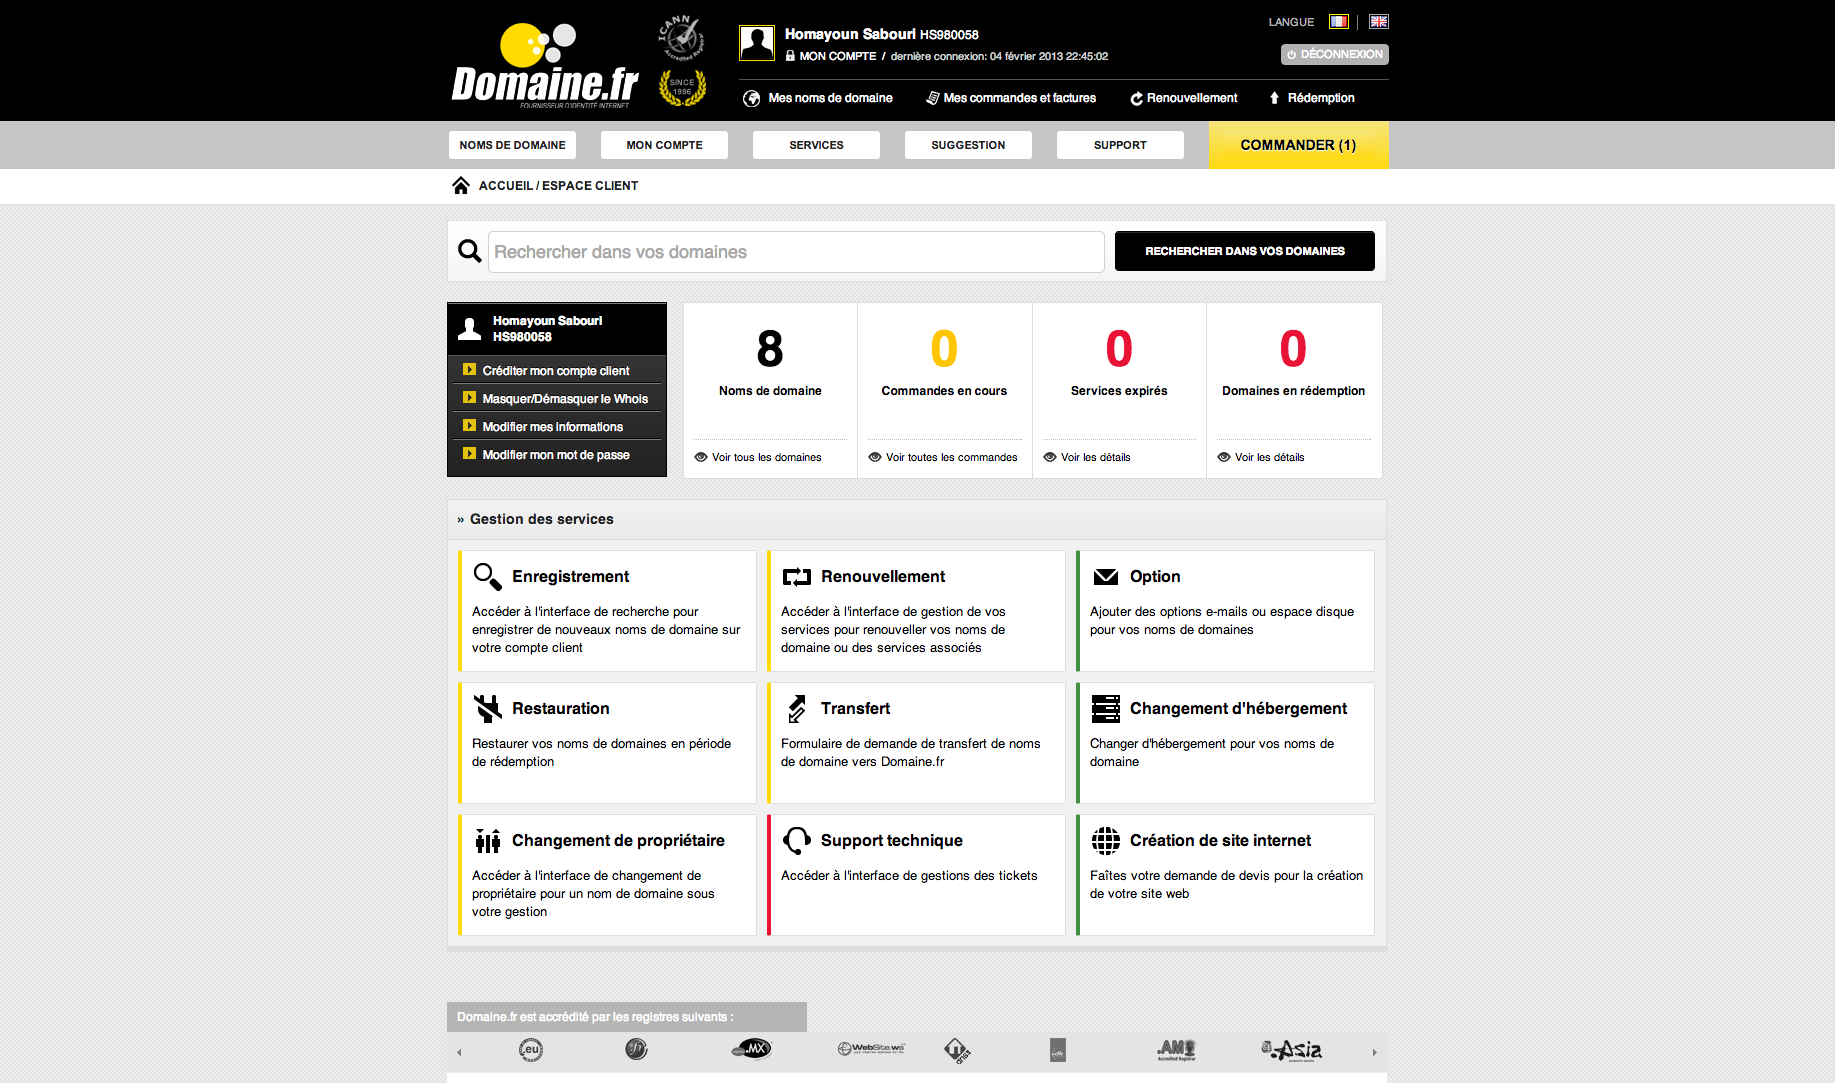 Domaine.fr
FOURNISSEUR D'IDENTITÉ INTERNET
ICANN
Accredited Registrar
SINCE
1996
Homayoun Sabouri HS980058
MON COMPTE / dernière connexion: 04 février 2013 22:45:02
LANGUE
DÉCONNEXION
Mes noms de domaine
Mes commandes et factures
Renouvellement
Rédemption
NOMS DE DOMAINE
MON COMPTE
SERVICES
SUGGESTION
SUPPORT
COMMANDER (1)
ACCUEIL / ESPACE CLIENT
Rechercher dans vos domaines
RECHERCHER DANS VOS DOMAINES
Homayoun Sabouri
HS980058
Créditer mon compte client
Masquer/Démasquer le Whois
Modifier mes informations
Modifier mon mot de passe
8
Noms de domaine
Voir tous les domaines
0
Commandes en cours
Voir toutes les commandes
0
Services expirés
Voir les détails
0
Domaines en rédemption
Voir les détails
» Gestion des services
Enregistrement
Accéder à l'interface de recherche pour
enregistrer de nouveaux noms de domaine sur
votre compte client
Renouvellement
Accéder à l'interface de gestion de vos
services pour renouveller vos noms de
domaine ou des services associés
Option
Ajouter des options e-mails ou espace disque
pour vos noms de domaines
Restauration
Restaurer vos noms de domaines en période
de rédemption
Transfert
Formulaire de demande de transfert de noms
de domaine vers Domaine.fr
Changement d'hébergement
Changer d'hébergement pour vos noms de
domaine
Changement de propriétaire
Accéder à l'interface de changement de
propriétaire pour un nom de domaine sous
votre gestion
Support technique
Accéder à l'interface de gestions des tickets
Création de site internet
Faîtes votre demande de devis pour la création
de votre site web
Domaine.fr est accrédité par les registres suivants :
.eu
.fr
.MX
WebSite.ws
.AM
Accredited Registrar
.Asia